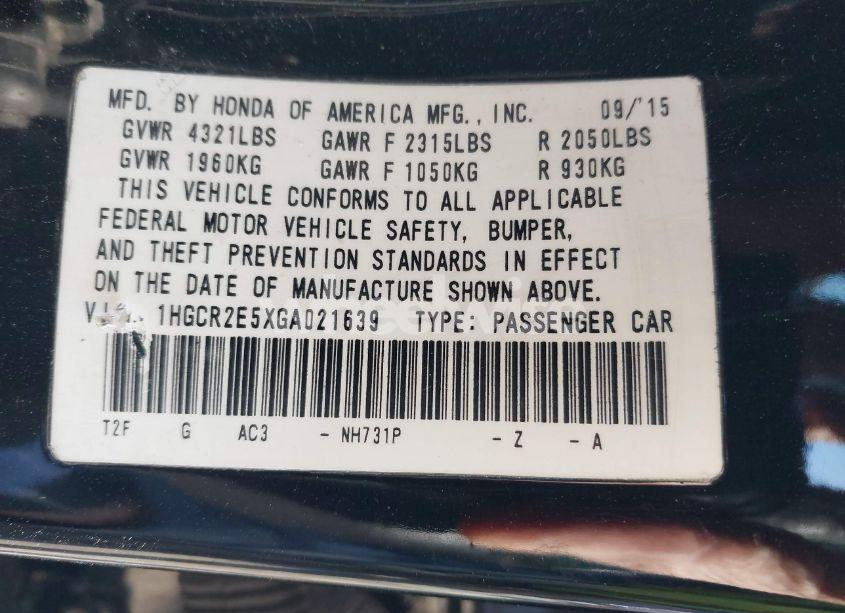 MFD. BY HONDA OF AMERICA MFG., INC. 09/'15
GVWR 4321LBS GAWR F 2315LBS R 2050LBS
GVWR 1960KG GAWR F 1050KG R 930KG
THIS VEHICLE CONFORMS TO ALL APPLICABLE
FEDERAL MOTOR VEHICLE SAFETY, BUMPER,
AND THEFT PREVENTION STANDARDS IN EFFECT
ON THE DATE OF MANUFACTURE SHOWN ABOVE.
1HGCR2E5XGA021639 TYPE: PASSENGER CAR
T2F G AC3 - NH731P - Z - A